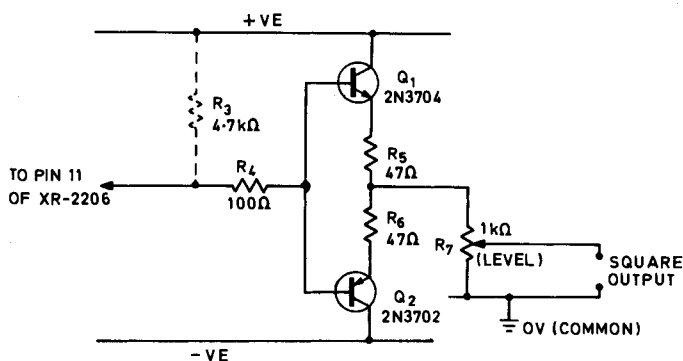 +VE
Q1
2N3704
R3
4·7kΩ
R5
47Ω
TO PIN 11
OF XR-2206
R4
100Ω
R6
47Ω
1kΩ
R7
(LEVEL)
SQUARE
OUTPUT
Q2
2N3702
0V (COMMON)
-VE